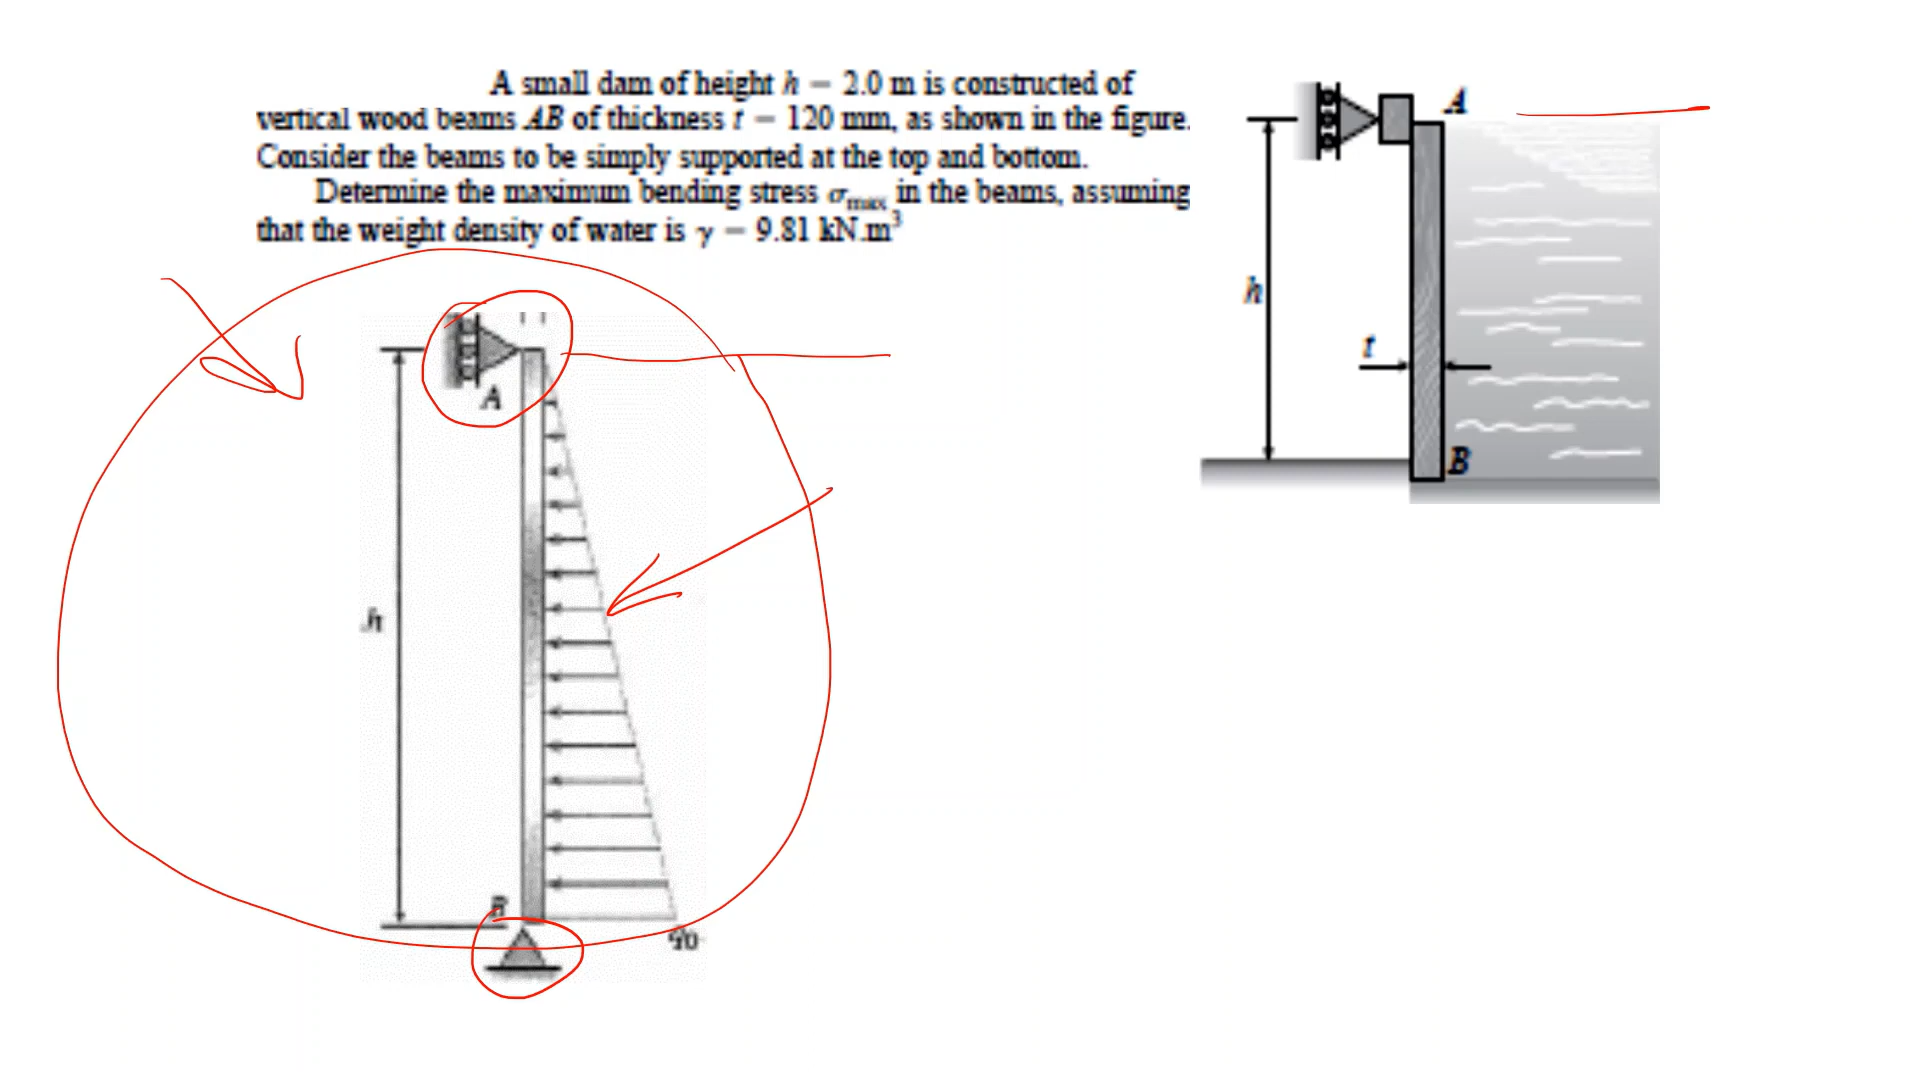 A small dam of height h – 2.0 m is constructed of
vertical wood beams AB of thickness t – 120 mm, as shown in the figure.
Consider the beams to be simply supported at the top and bottom.
Determine the maximum bending stress σmax in the beams, assuming
that the weight density of water is γ – 9.81 kN.m³
A
h
t
B
A
h
B
q0